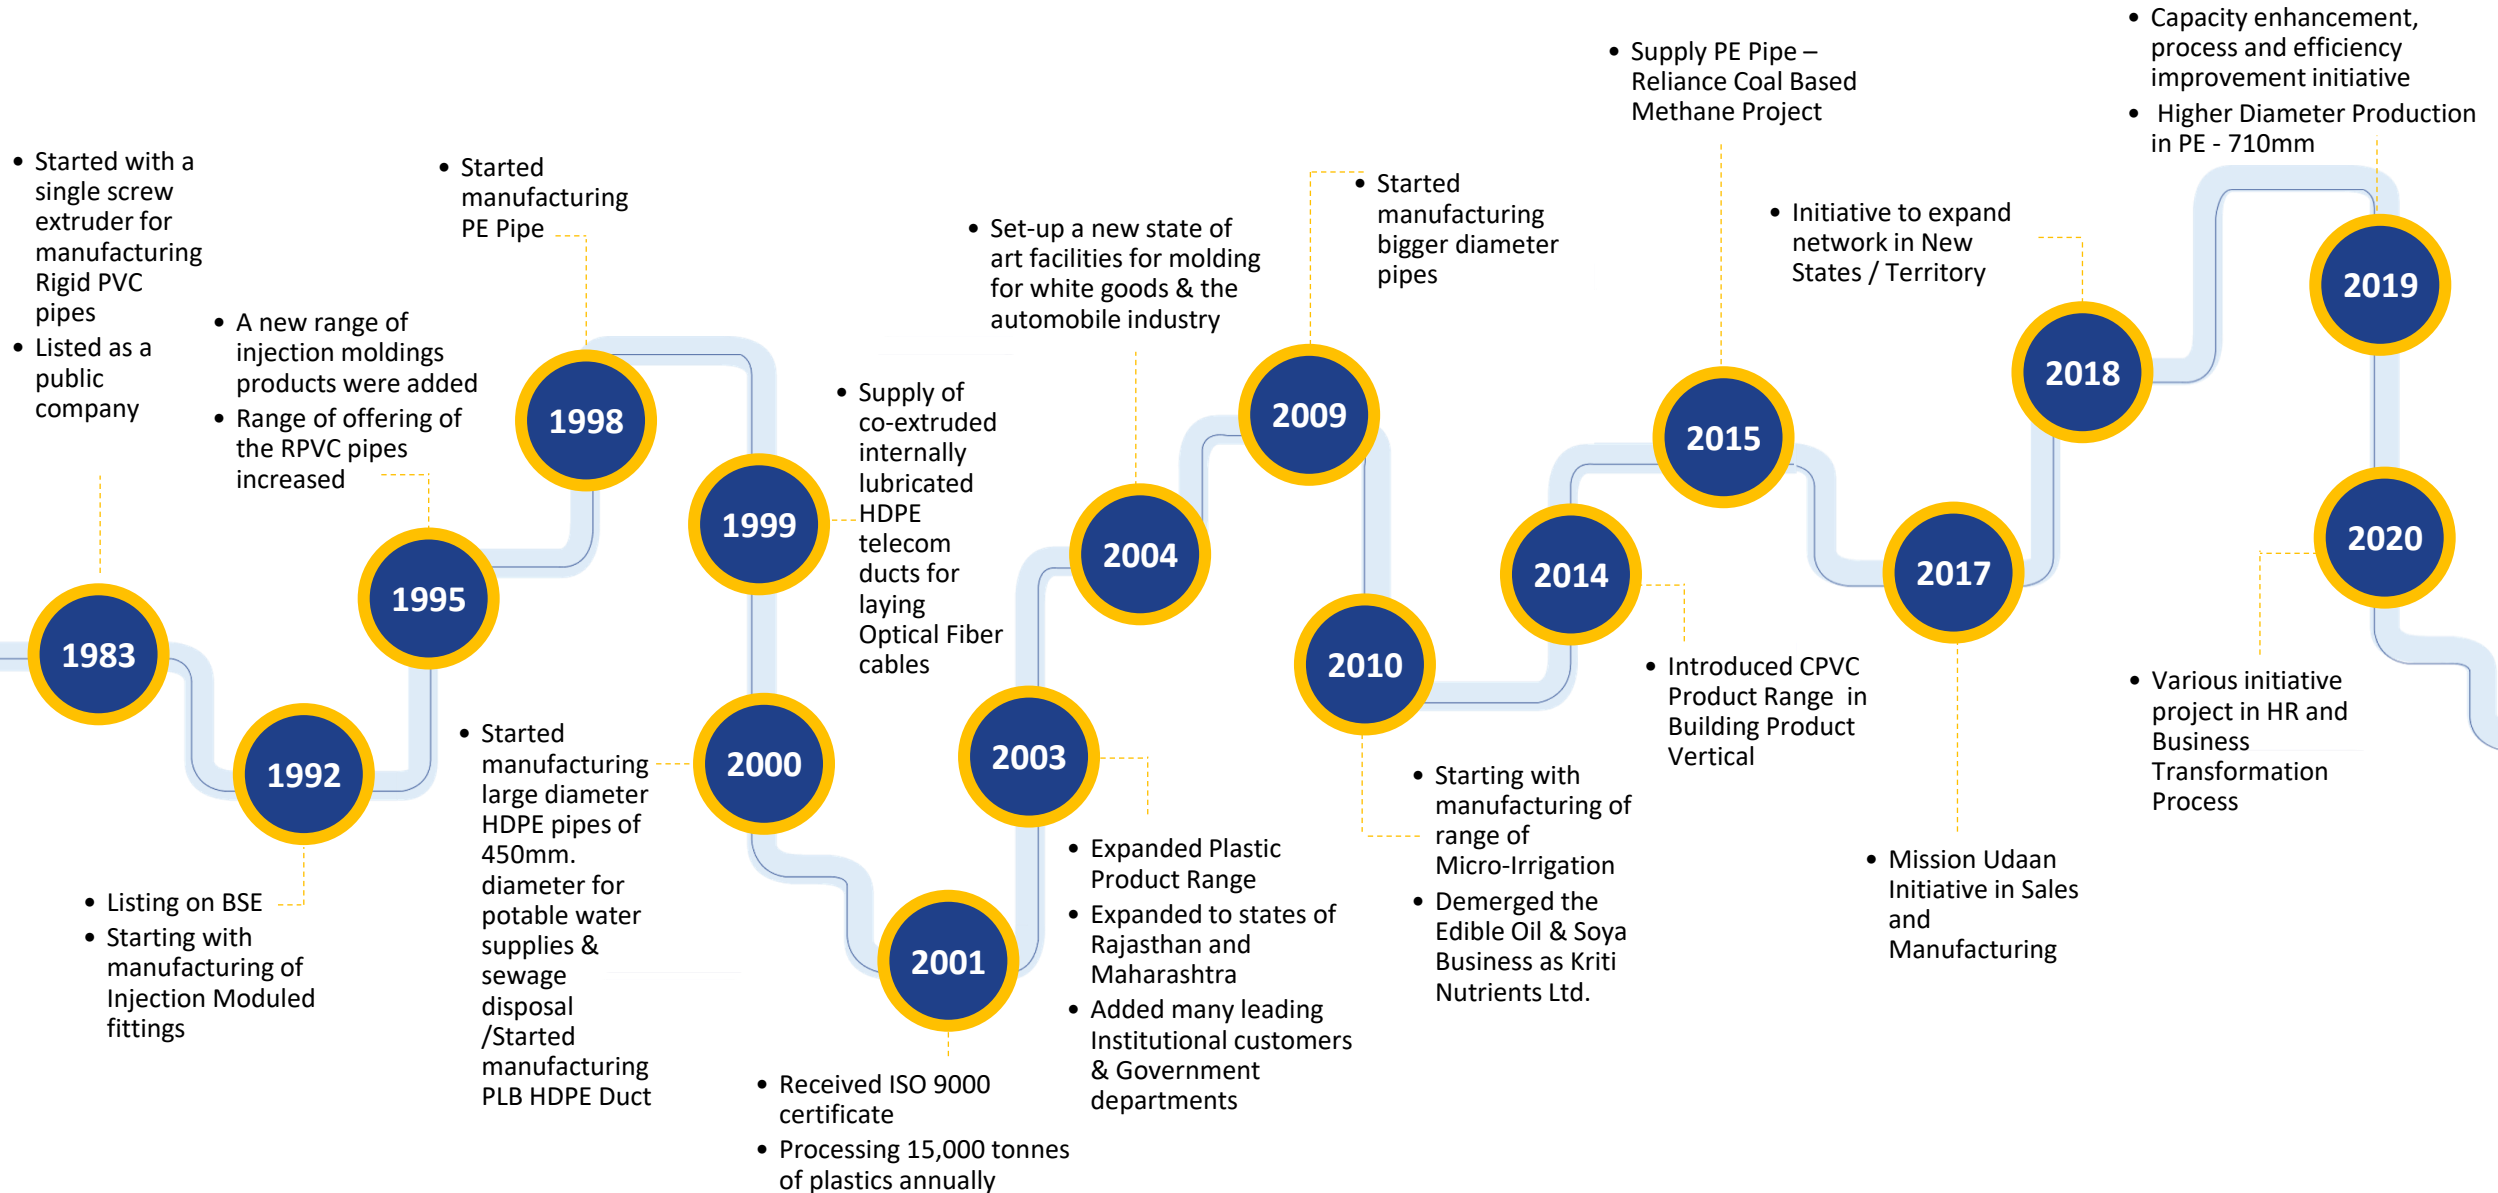 • Started with a
single screw
extruder for
manufacturing
Rigid PVC
pipes
• Listed as a
public
company
1983
• Listing on BSE
• Starting with
manufacturing of
Injection Moduled
fittings
1992
• A new range of
injection moldings
products were added
• Range of offering of
the RPVC pipes
increased
1995
• Started
manufacturing
PE Pipe
1998
• Supply of
co-extruded
internally
lubricated
HDPE
telecom
ducts for
laying
Optical Fiber
cables
1999
• Started
manufacturing
large diameter
HDPE pipes of
450mm.
diameter for
potable water
supplies &
sewage
disposal
/Started
manufacturing
PLB HDPE Duct
2000
2001
• Received ISO 9000
certificate
• Processing 15,000 tonnes
of plastics annually
2003
• Expanded Plastic
Product Range
• Expanded to states of
Rajasthan and
Maharashtra
• Added many leading
Institutional customers
& Government
departments
• Set-up a new state of
art facilities for molding
for white goods & the
automobile industry
2004
• Started
manufacturing
bigger diameter
pipes
2009
2010
• Starting with
manufacturing of
range of
Micro-Irrigation
• Demerged the
Edible Oil & Soya
Business as Kriti
Nutrients Ltd.
2014
• Introduced CPVC
Product Range in
Building Product
Vertical
• Supply PE Pipe –
Reliance Coal Based
Methane Project
2015
2017
• Mission Udaan
Initiative in Sales
and
Manufacturing
• Initiative to expand
network in New
States / Territory
2018
• Capacity enhancement,
process and efficiency
improvement initiative
• Higher Diameter Production
in PE - 710mm
2019
2020
• Various initiative
project in HR and
Business
Transformation
Process